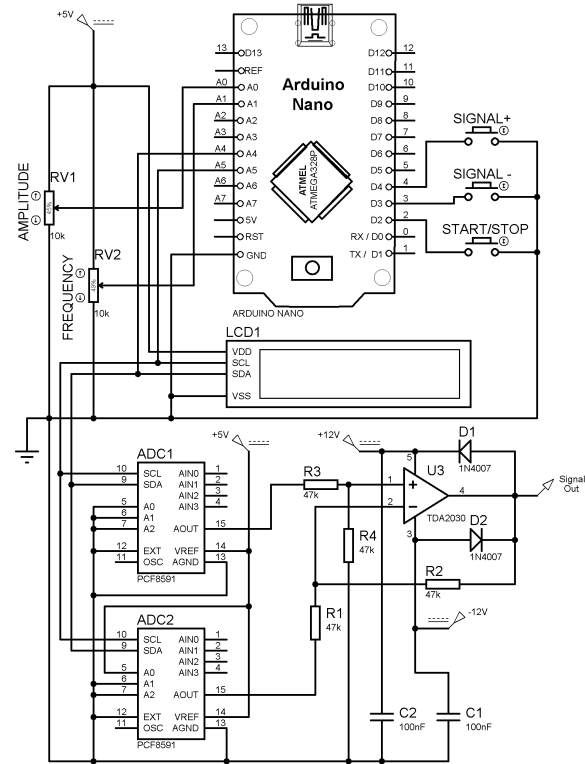 +5V
13 D13 D12 12
REF D11 11
A0 A0 D10 10
A1 A1 D9 9
A2 A2 D8 8
A3 A3 D7 7
A4 A4 D6 6
A5 A5 D5 5
A6 A6 D4 4
A7 A7 D3 3
5V D2 2
RST RX / D0 0
GND TX / D1 1
Arduino
Nano
ATMEL
ATMEGA328P
ARDUINO NANO
SIGNAL+
SIGNAL -
START/STOP
AMPLITUDE
RV1
45%
10k
FREQUENCY
RV2
49%
10k
LCD1
VDD
SCL
SDA
VSS
+5V
ADC1
10 SCL AIN0 1
9 SDA AIN1 2
AIN2 3
5 A0 AIN3 4
6 A1
7 A2 AOUT 15
12 EXT VREF 14
11 OSC AGND 13
PCF8591
ADC2
10 SCL AIN0 1
9 SDA AIN1 2
AIN2 3
5 A0 AIN3 4
6 A1
7 A2 AOUT 15
12 EXT VREF 14
11 OSC AGND 13
PCF8591
+12V
R3
47k
R4
47k
R1
47k
R2
47k
U3
TDA2030
1
2
3
4
5
D1
1N4007
D2
1N4007
Signal
Out
-12V
C2
100nF
C1
100nF